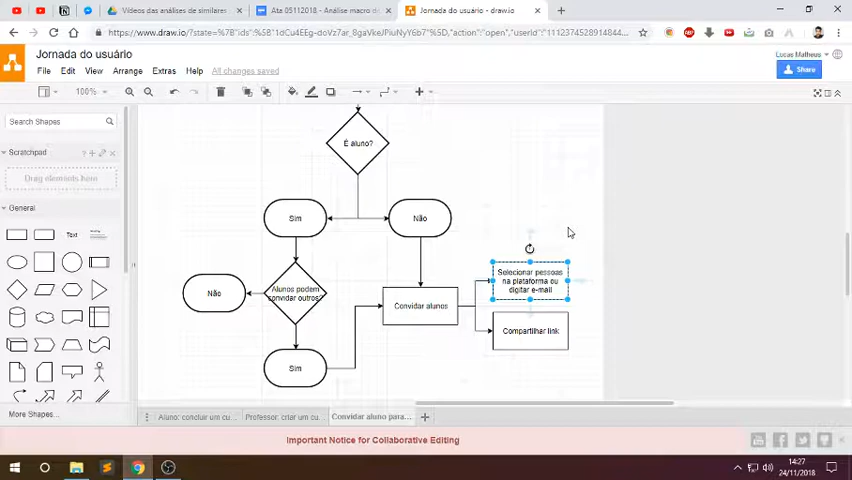 Vídeos das análises de similares
Ata 05112018 - Análise macro de
Jornada do usuário - draw.io
https://www.draw.io/?state=%7B"ids":%5B"1dCu4EEg-doVz7ar_8gaVkeJPiuNyY6b7"%5D,"action":"open","userId":"11123745289148444...
Jornada do usuário
Lucas Matheus
File Edit View Arrange Extras Help All changes saved
Share
100%
Search Shapes
Scratchpad
Drag elements here
General
Text
More Shapes...
É aluno?
Sim
Não
Não
Alunos podem
convidar outros?
Convidar alunos
Selecionar pessoas
na plataforma ou
digitar e-mail
Compartilhar link
Sim
Aluno: concluir um cu...
Professor: criar um cu...
Convidar aluno para...
Important Notice for Collaborative Editing
14:27
24/11/2018